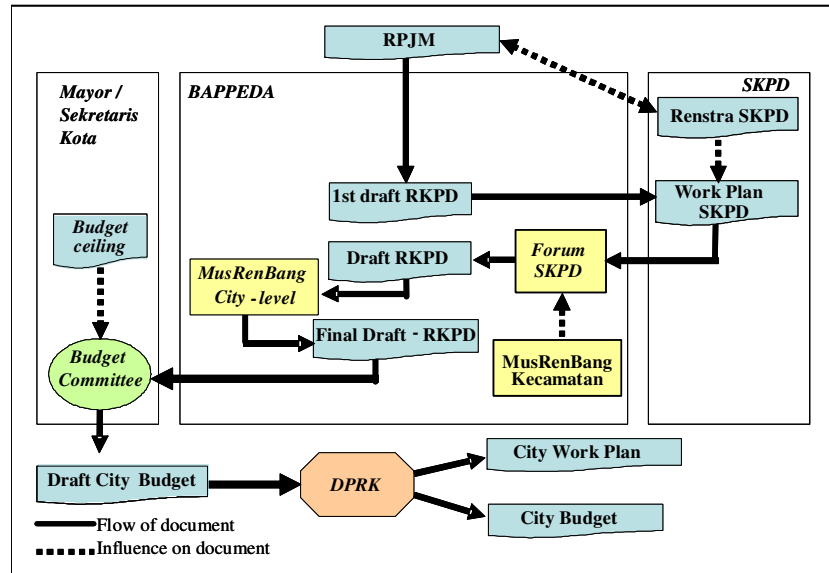 RPJM
Mayor /
Sekretaris
Kota
BAPPEDA
SKPD
Renstra SKPD
1st draft RKPD
Work Plan
SKPD
Budget
ceiling
Draft RKPD
Forum
SKPD
MusRenBang
City - level
Final Draft - RKPD
MusRenBang
Kecamatan
Budget
Committee
Draft City Budget
DPRK
City Work Plan
City Budget
Flow of document
Influence on document